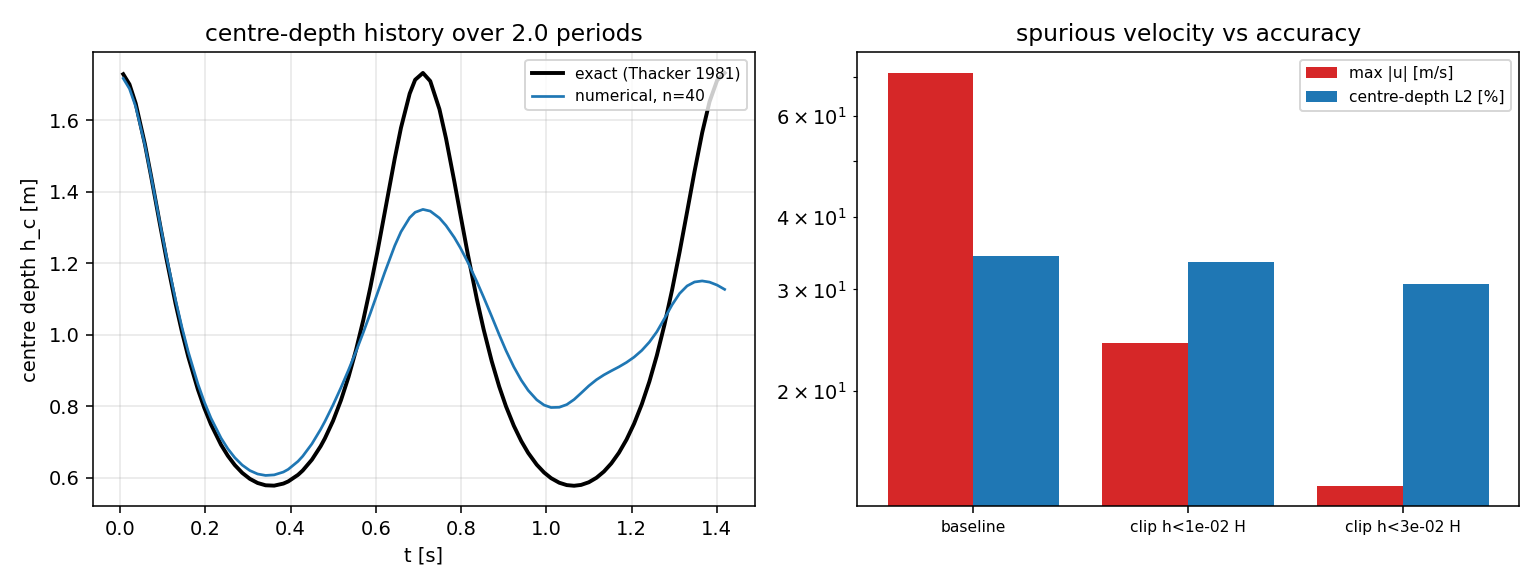 centre-depth history over 2.0 periods
centre depth h_c [m]
1.6
1.4
1.2
1.0
0.8
0.6
0.0 0.2 0.4 0.6 0.8 1.0 1.2 1.4
t [s]
exact (Thacker 1981)
numerical, n=40
spurious velocity vs accuracy
6 × 10¹
4 × 10¹
3 × 10¹
2 × 10¹
baseline clip h<1e-02 H clip h<3e-02 H
max |u| [m/s]
centre-depth L2 [%]